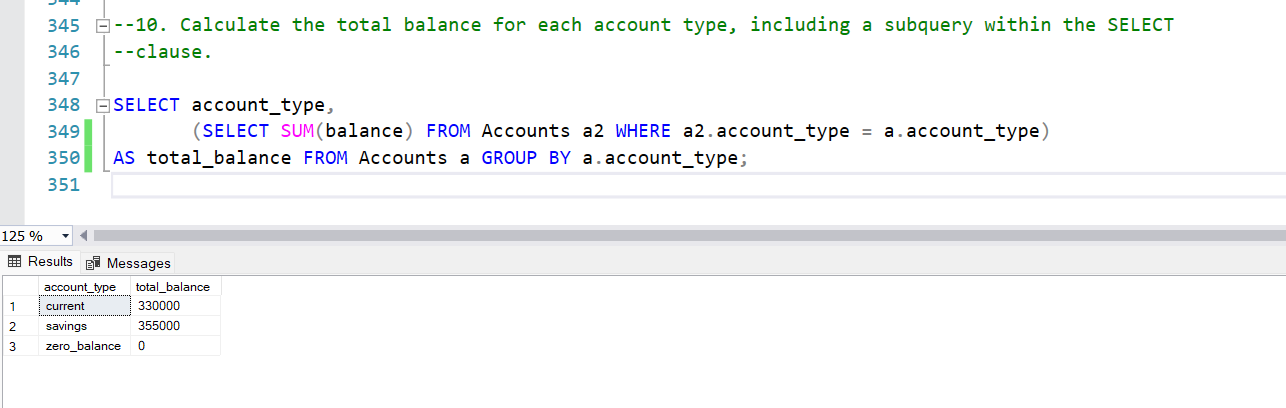 344
345 --10. Calculate the total balance for each account type, including a subquery within the SELECT
346 --clause.
347
348 SELECT account_type,
349 (SELECT SUM(balance) FROM Accounts a2 WHERE a2.account_type = a.account_type)
350 AS total_balance FROM Accounts a GROUP BY a.account_type;
351
125 %
Results Messages
account_type total_balance
1 current 330000
2 savings 355000
3 zero_balance 0